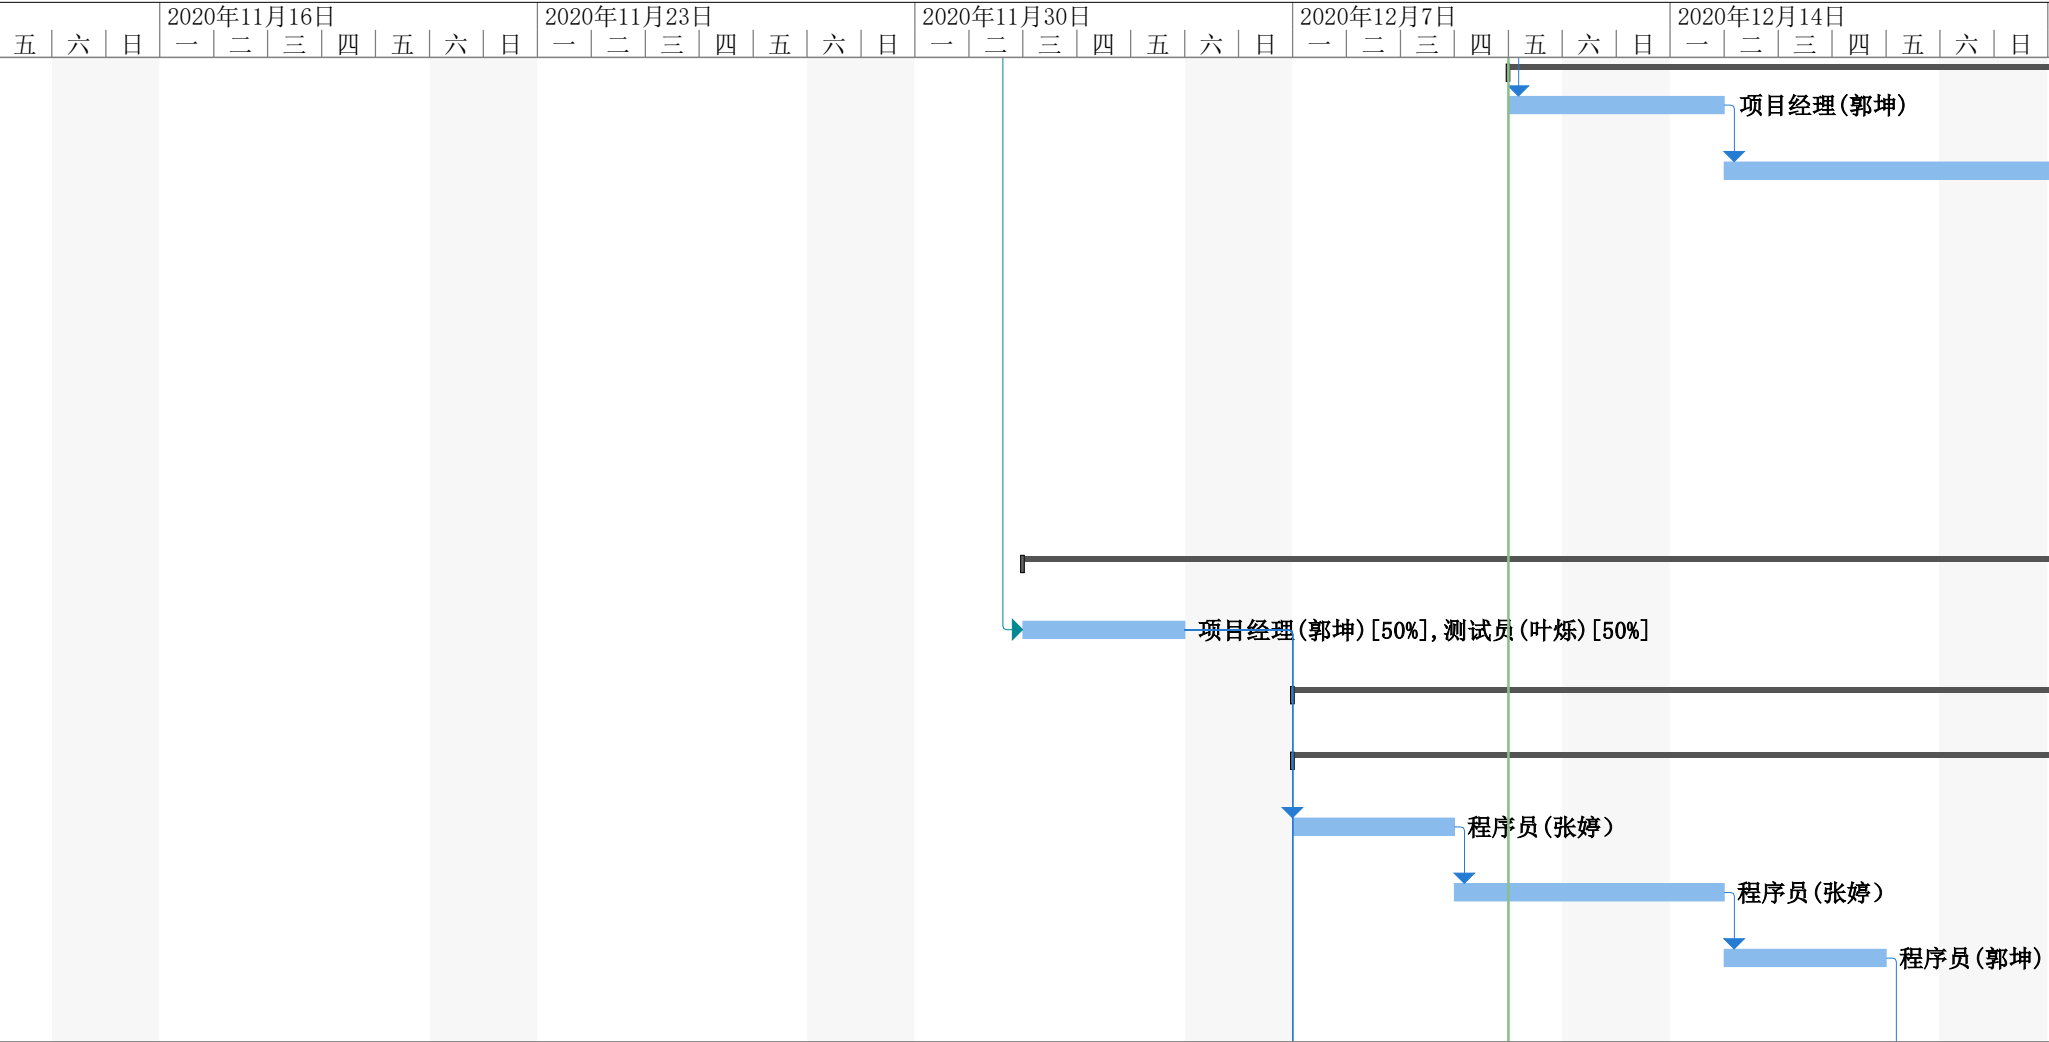 2020年11月16日 2020年11月23日 2020年11月30日 2020年12月7日 2020年12月14日
五 六 日 一 二 三 四 五 六 日 一 二 三 四 五 六 日 一 二 三 四 五 六 日 一 二 三 四 五 六 日 一 二 三 四 五 六 日
项目经理(郭坤)
项目经理(郭坤)[50%],测试员(叶烁)[50%]
程序员(张婷)
程序员(张婷)
程序员(郭坤)